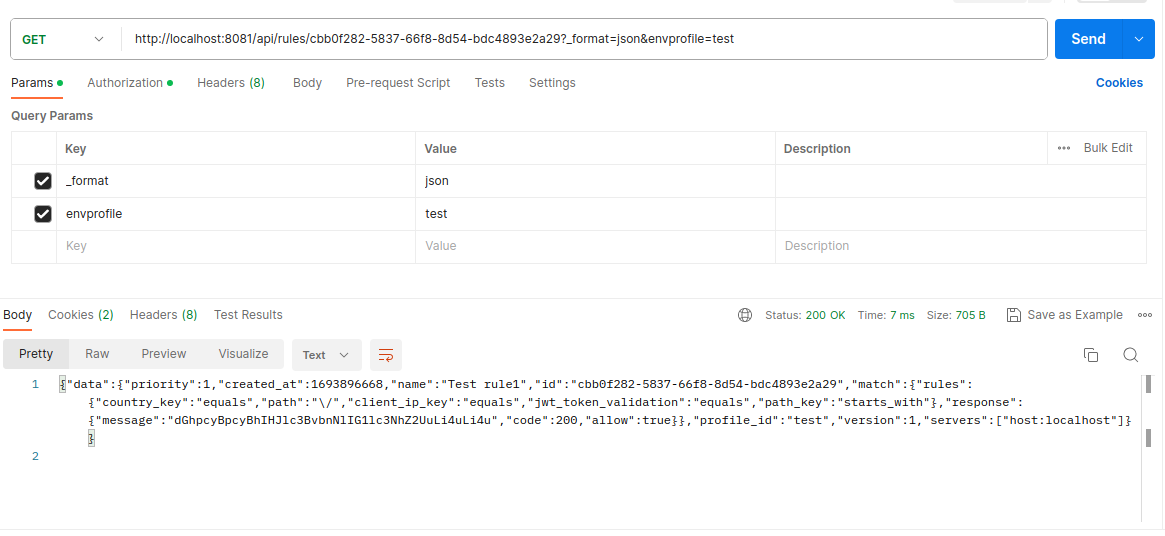 GET http://localhost:8081/api/rules/cbb0f282-5837-66f8-8d54-bdc4893e2a29?_format=json&envprofile=test Send
Params Authorization Headers (8) Body Pre-request Script Tests Settings Cookies
Query Params
Key Value Description ••• Bulk Edit
_format json
envprofile test
Key Value Description
Body Cookies (2) Headers (8) Test Results Status: 200 OK Time: 7 ms Size: 705 B Save as Example •••
Pretty Raw Preview Visualize Text
1 {"data":{"priority":1,"created_at":1693896668,"name":"Test rule1","id":"cbb0f282-5837-66f8-8d54-bdc4893e2a29","match":{"rules":
{"country_key":"equals","path":"\/","client_ip_key":"equals","jwt_token_validation":"equals","path_key":"starts_with"},"response":
{"message":"dGhpcyBpcyBhIHJlc3BvbnNlIG1lc3NhZ2UuLi4uLi4u","code":200,"allow":true}},"profile_id":"test","version":1,"servers":["host:localhost"]}
}
2